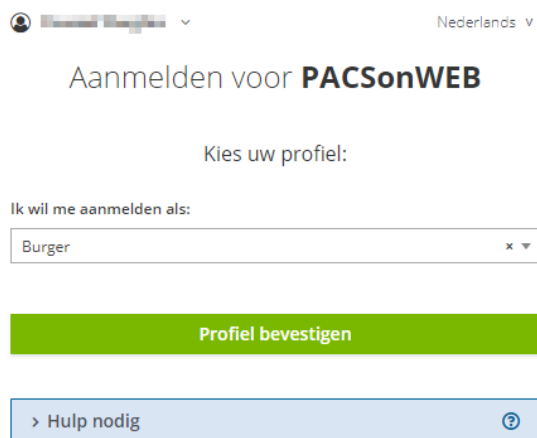 Nederlands
Aanmelden voor PACSonWEB
Kies uw profiel:
Ik wil me aanmelden als:
Burger
Profiel bevestigen
> Hulp nodig